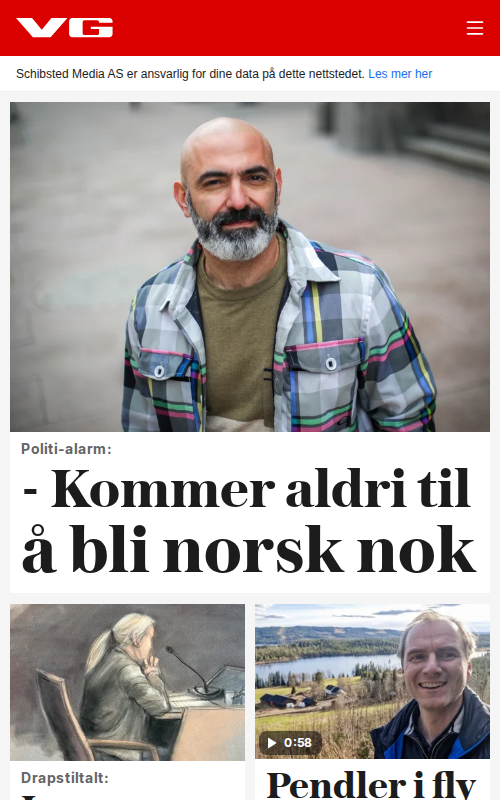 VG
Schibsted Media AS er ansvarlig for dine data på dette nettstedet. Les mer her
Politi-alarm:
- Kommer aldri til
å bli norsk nok
0:58
Drapstiltalt:
Pendler i fly